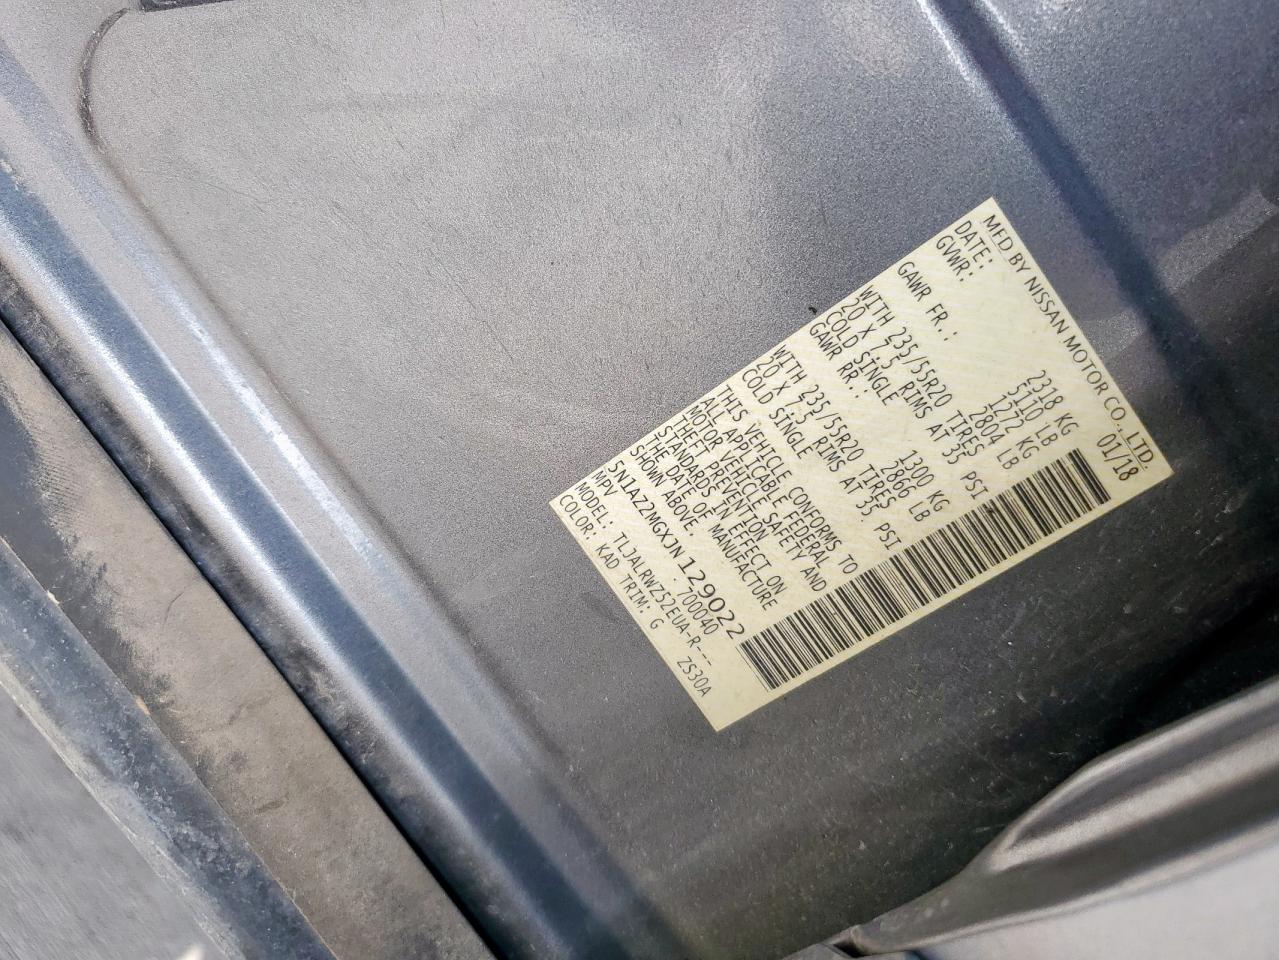 MFD BY NISSAN MOTOR CO., LTD.
DATE: 01/18
GVWR: 2318 KG
5110 LB
GAWR FR.: 1272 KG
2804 LB
WITH 235/55R20 TIRES
20 X 7.5 RIMS AT 33 PSI
COLD SINGLE
GAWR RR.: 1300 KG
2866 LB
WITH 235/55R20 TIRES
20 X 7.5 RIMS AT 33 PSI
COLD SINGLE
THIS VEHICLE CONFORMS TO
ALL APPLICABLE FEDERAL
MOTOR VEHICLE SAFETY AND
THEFT PREVENTION
STANDARDS IN EFFECT ON
THE DATE OF MANUFACTURE
SHOWN ABOVE.
5N1AZ2MGXJN129022
MPV . 700040
MODEL: TLJALRWZS2EUA-R---
COLOR: KAD TRIM: G ZS30A